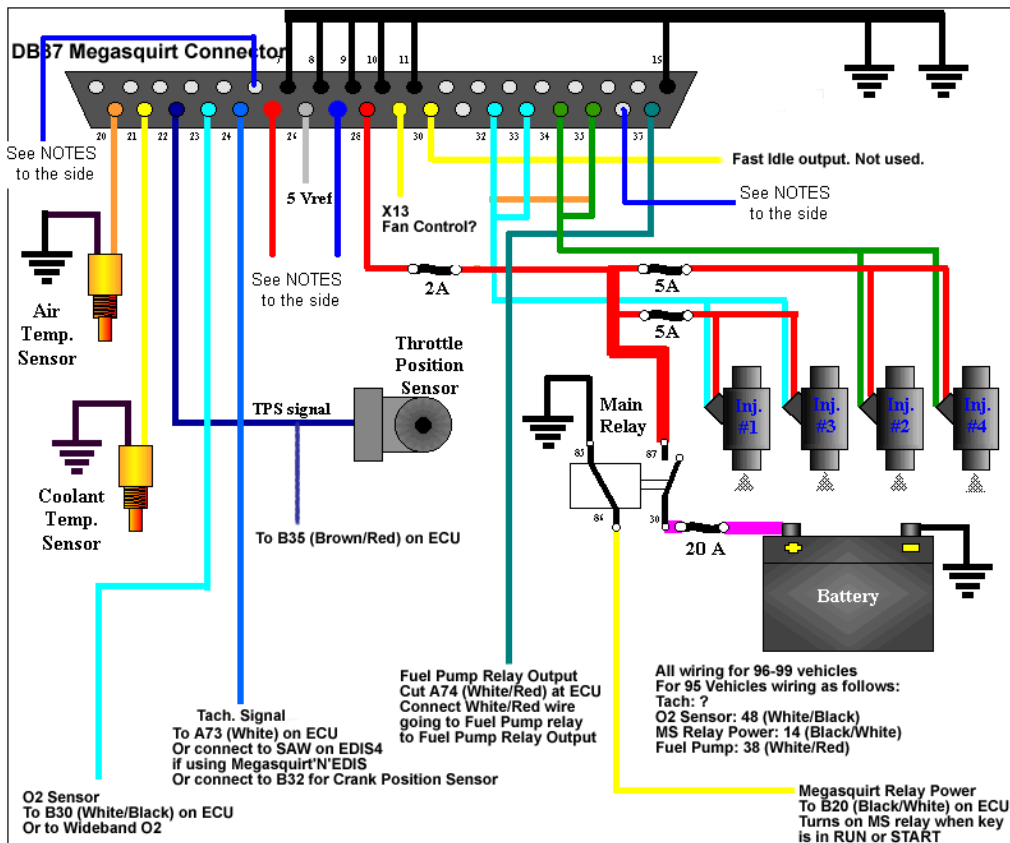 DB37 Megasquirt Connector
7
8
9
10
11
19
20
21
22
23
24
26
28
30
32
33
34
35
37
See NOTES
to the side
5 Vref
See NOTES
to the side
X13
Fan Control?
Fast Idle output. Not used.
See NOTES
to the side
2A
5A
5A
Air
Temp.
Sensor
Throttle
Position
Sensor
TPS signal
Main
Relay
85
87
86
30
Inj.
#1
Inj.
#3
Inj.
#2
Inj.
#4
Coolant
Temp.
Sensor
To B35 (Brown/Red) on ECU
20 A
Battery
Fuel Pump Relay Output
Cut A74 (White/Red) at ECU
Connect White/Red wire
going to Fuel Pump relay
to Fuel Pump Relay Output
All wiring for 96-99 vehicles
For 95 Vehicles wiring as follows:
Tach: ?
O2 Sensor: 48 (White/Black)
MS Relay Power: 14 (Black/White)
Fuel Pump: 38 (White/Red)
Tach. Signal
To A73 (White) on ECU
Or connect to SAW on EDIS4
if using Megasquirt'N'EDIS
Or connect to B32 for Crank Position Sensor
O2 Sensor
To B30 (White/Black) on ECU
Or to Wideband O2
Megasquirt Relay Power
To B20 (Black/White) on ECU
Turns on MS relay when key
is in RUN or START